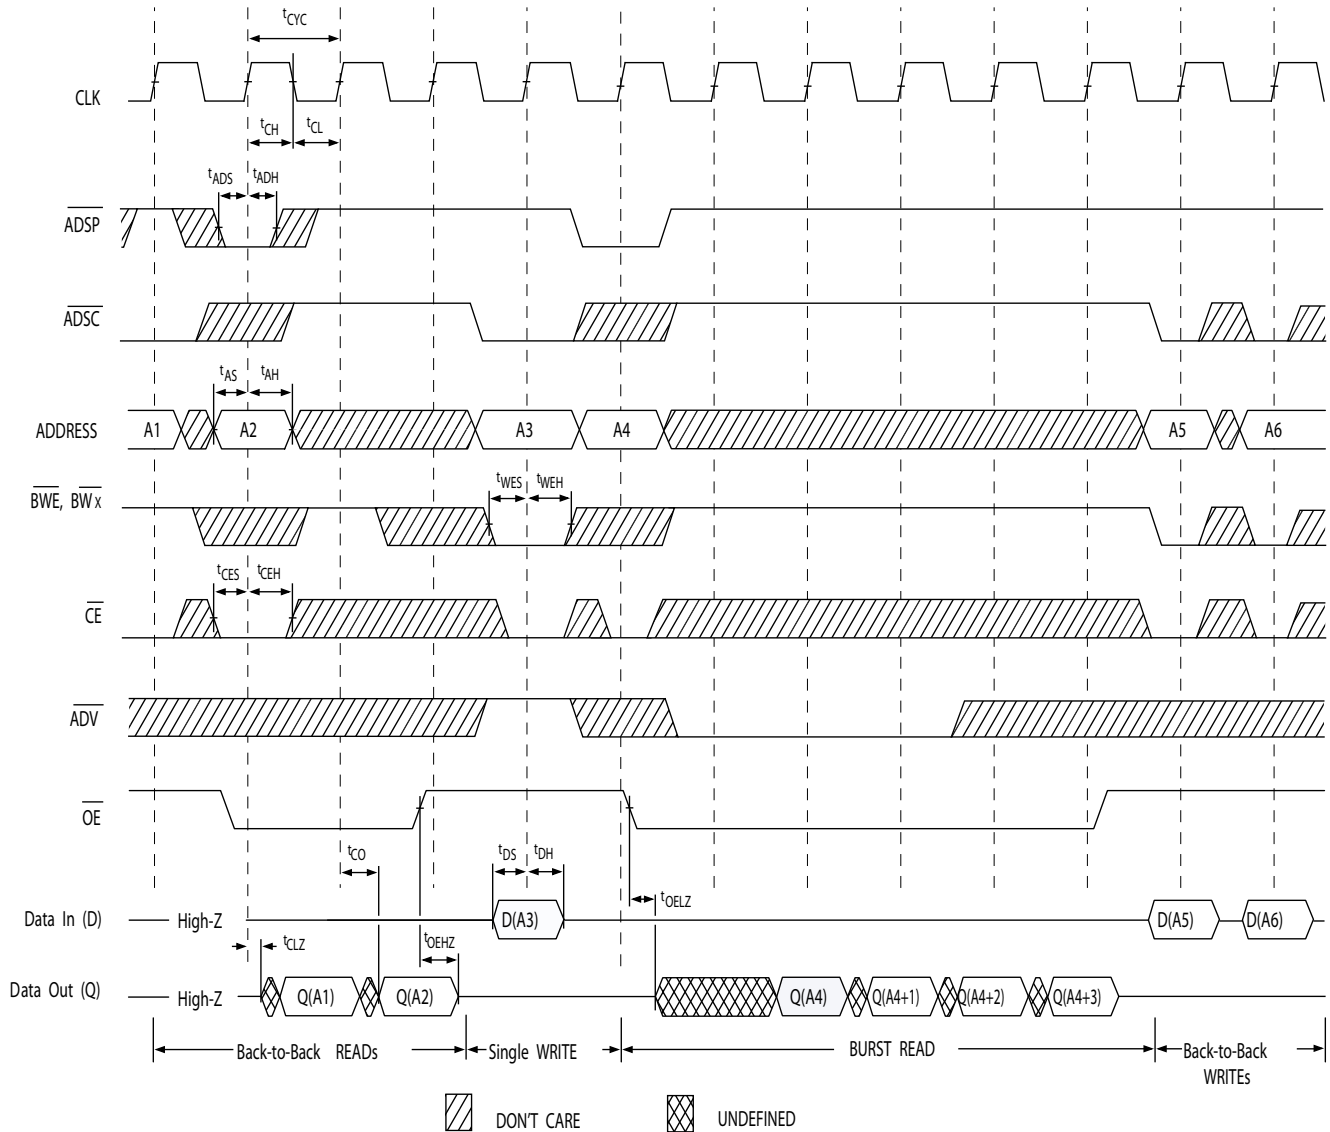 tCYC
CLK
tCH tCL
tADS tADH
ADSP
ADSC
tAS tAH
ADDRESS A1 A2 A3 A4 A5 A6
tWES tWEH
BWE, BWx
tCES tCEH
CE
ADV
OE
tCO tDS tDH
tOELZ
Data In (D) High-Z D(A3) D(A5) D(A6)
tCLZ tOEHZ
Data Out (Q) High-Z Q(A1) Q(A2) Q(A4) Q(A4+1) Q(A4+2) Q(A4+3)
Back-to-Back READs Single WRITE BURST READ Back-to-Back
WRITEs
DON'T CARE UNDEFINED